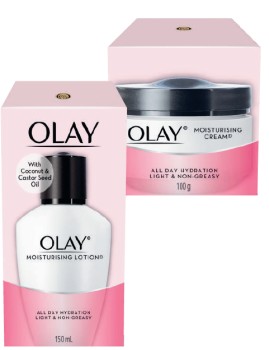 OLAY®
MOISTURISING
CREAM
ALL DAY HYDRATION
LIGHT & NON-GREASY
100 g
OLAY
With
Coconut &
Castor Seed
Oil
OLAY®
MOISTURISING LOTION
ALL DAY HYDRATION
LIGHT & NON-GREASY
150 mL